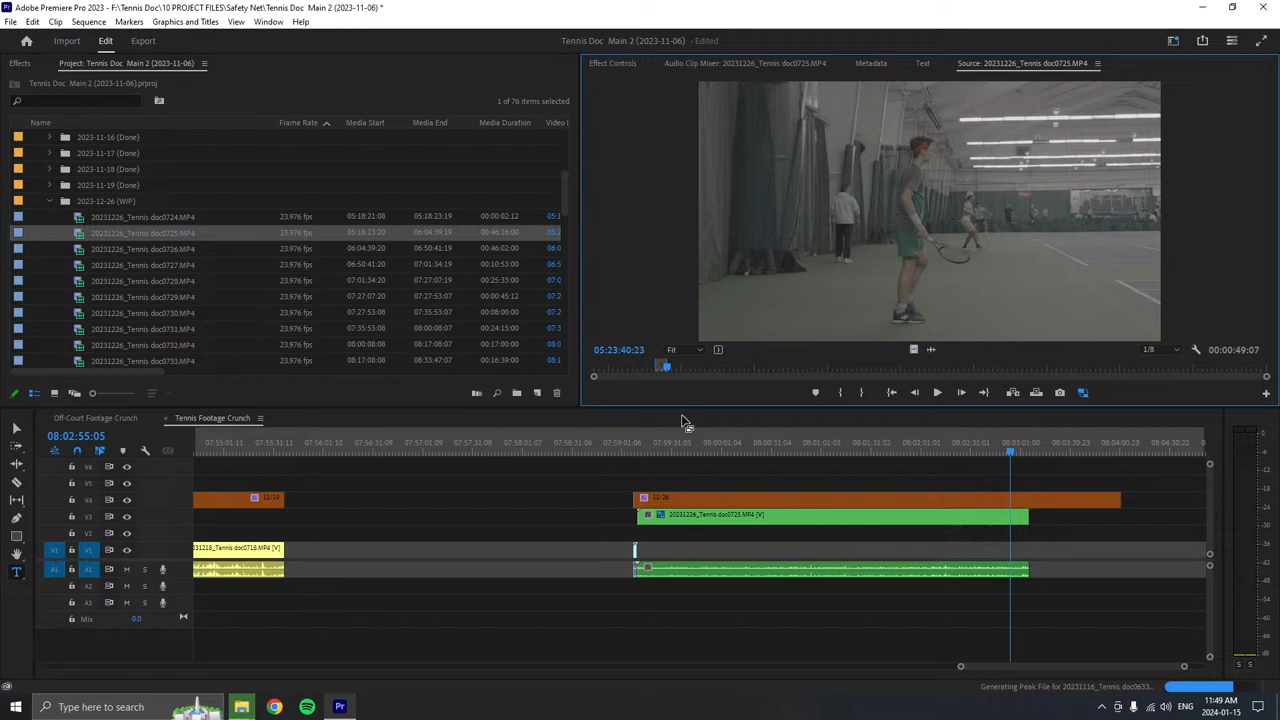 Adobe Premiere Pro 2023 - F:\Tennis Doc\10 PROJECT FILES\Safety Net\Tennis Doc Main 2 (2023-11-06) *
File Edit Clip Sequence Markers Graphics and Titles View Window Help
Import Edit Export Tennis Doc Main 2 (2023-11-06) - Edited
Effects Project: Tennis Doc Main 2 (2023-11-06) Effect Controls Audio Clip Mixer: 20231226_Tennis doc0725.MP4 Metadata Text Source: 20231226_Tennis doc0725.MP4
Tennis Doc Main 2 (2023-11-06).prproj
1 of 76 items selected
Name Frame Rate Media Start Media End Media Duration Video I
2023-11-16 (Done)
2023-11-17 (Done)
2023-11-18 (Done)
2023-11-19 (Done)
2023-12-26 (WIP)
20231226_Tennis doc0724.MP4 23.976 fps 05:18:21:08 05:18:23:19 00:00:02:12 05:1
20231226_Tennis doc0725.MP4 23.976 fps 05:18:23:20 06:04:39:19 00:46:16:00 05:2
20231226_Tennis doc0726.MP4 23.976 fps 06:04:39:20 06:50:41:19 00:46:02:00 06:0
20231226_Tennis doc0727.MP4 23.976 fps 06:50:41:20 07:01:34:19 00:10:53:00 06:5
20231226_Tennis doc0728.MP4 23.976 fps 07:01:34:20 07:27:07:19 00:25:33:00 07:0
20231226_Tennis doc0729.MP4 23.976 fps 07:27:07:20 07:27:53:07 00:00:45:12 07:2
20231226_Tennis doc0730.MP4 23.976 fps 07:27:53:08 07:35:53:07 00:08:00:00 07:2
20231226_Tennis doc0731.MP4 23.976 fps 07:35:53:08 08:00:08:07 00:24:15:00 07:3
20231226_Tennis doc0732.MP4 23.976 fps 08:00:08:08 08:17:08:07 00:17:00:00 08:0
20231226_Tennis doc0733.MP4 23.976 fps 08:17:08:08 08:33:47:07 00:16:39:00 08:1
05:23:40:23 Fit 1/8 00:00:49:07
Off-Court Footage Crunch × Tennis Footage Crunch
08:02:55:05
07:55:01:11 07:55:31:11 07:56:01:10 07:56:31:09 07:57:01:09 07:57:31:08 07:58:01:07 07:58:31:06 07:59:01:06 07:59:31:05 08:00:01:04 08:00:31:04 08:01:01:03 08:01:31:02 08:02:01:01 08:02:31:01 08:03:01:00 08:03:30:23 08:04:00:23 08:04:30:22 0
V6
V5
V4 11/19 11/26
V3 20231226_Tennis doc0725.MP4 [V]
V2
V1 V1 231218_Tennis doc0718.MP4 [V]
A1 A1 M S
A2 M S
A3 M S
Mix 0.0
0
-6
-12
-18
-24
-30
-36
-42
-48
-54
dB
S S
Generating Peak File for 20231116_Tennis doc0633...
Type here to search
ENG
11:49 AM
2024-01-15